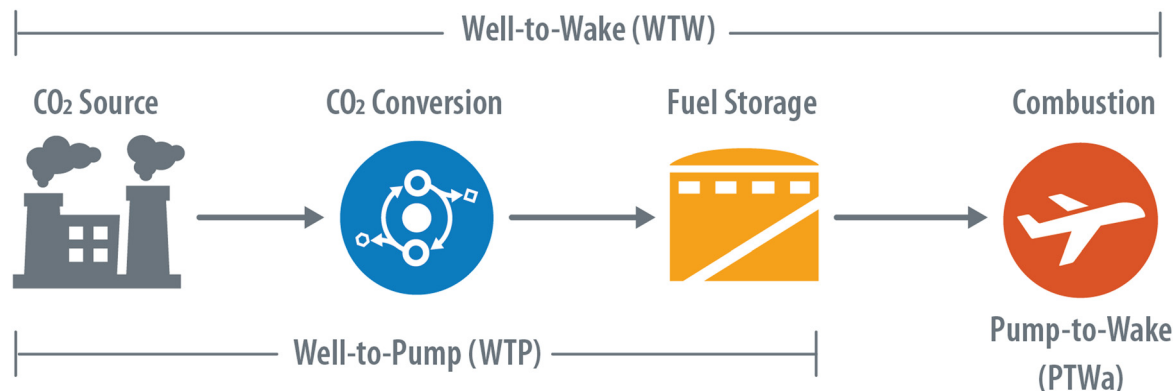 Well-to-Wake (WTW)
CO₂ Source
CO₂ Conversion
Fuel Storage
Combustion
Well-to-Pump (WTP)
Pump-to-Wake
(PTWa)